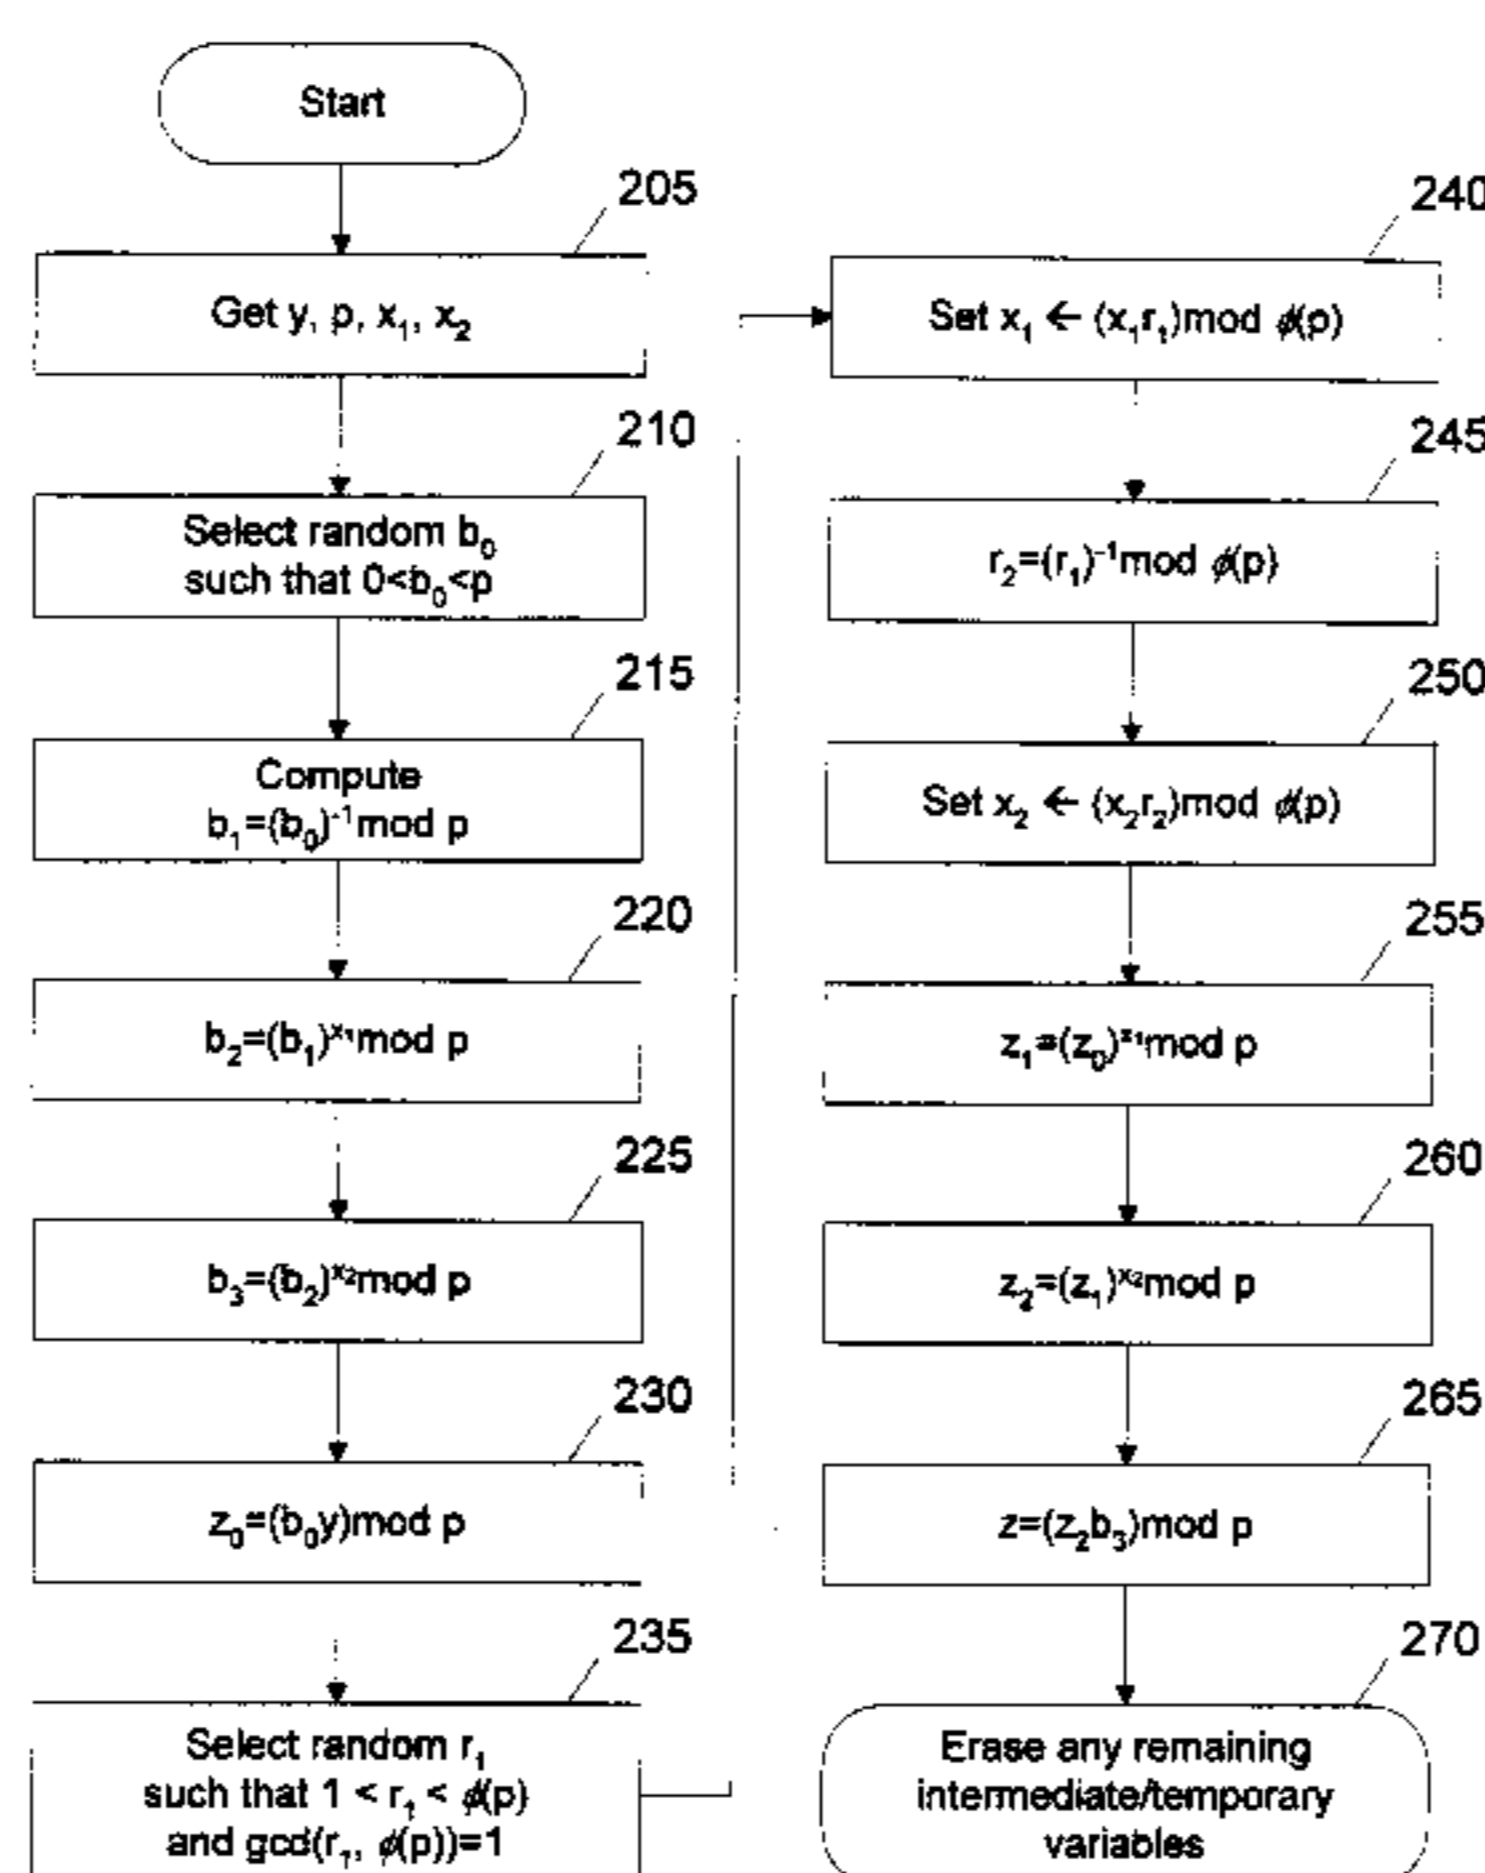 Start
205
Get y, p, x₁, x₂
210
Select random b₀
such that 0<b₀<p
215
Compute
b₁=(b₀)⁻¹mod p
220
b₂=(b₁)ˣ¹mod p
225
b₃=(b₂)ˣ²mod p
230
z₀=(b₀y)mod p
235
Select random r₁
such that 1 < r₁ < ϕ(p)
and gcd(r₁, ϕ(p))=1
240
Set x₁ ← (x₁r₁)mod ϕ(p)
245
r₂=(r₁)⁻¹mod ϕ(p)
250
Set x₂ ← (x₂r₂)mod ϕ(p)
255
z₁=(z₀)ˣ¹mod p
260
z₂=(z₁)ˣ²mod p
265
z=(z₂b₃)mod p
270
Erase any remaining
intermediate/temporary
variables